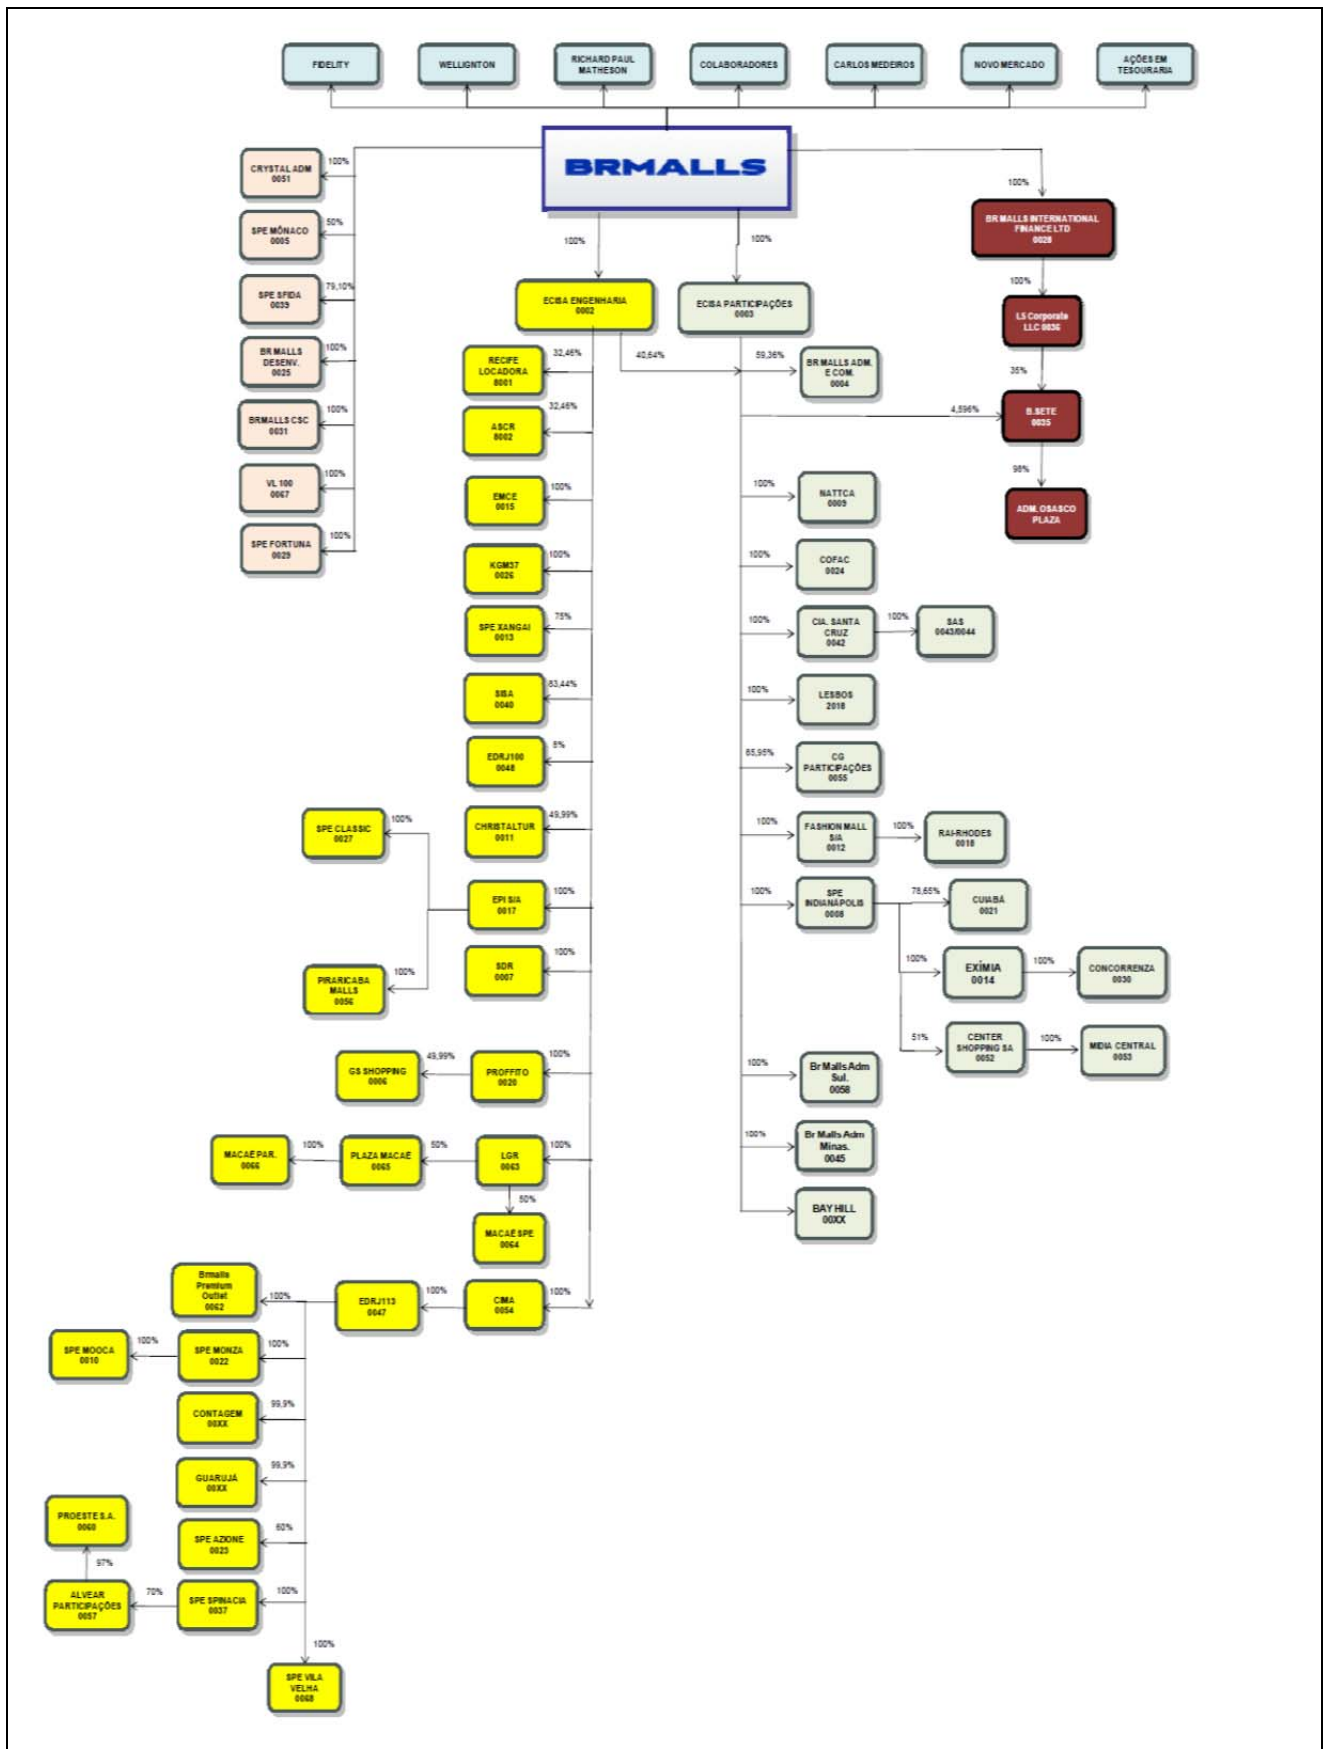 FIDELITY
WELLIGNTON
RICHARD PAUL
MATHESON
COLABORADORES
CARLOS MEDEIROS
NOVO MERCADO
AÇÕES EM
TESOURARIA
BRMALLS
100%
CRYSTAL ADM
0051
50%
SPE MÔNACO
0005
79,10%
SPE SFIDA
0039
100%
BR MALLS
DESENV.
0025
100%
BRMALLS CSC
0031
100%
VL 100
0067
100%
SPE FORTUNA
0029
100%
BR MALLS INTERNATIONAL
FINANCE LTD
0028
100%
LS Corporate
LLC 0036
35%
4,596%
B.SETE
0035
98%
ADM. OSASCO
PLAZA
100%
ECISA ENGENHARIA
0002
100%
ECISA PARTICIPAÇÕES
0003
32,46%
RECIFE
LOCADORA
8001
40,64%
59,36%
BR MALLS ADM.
E COM.
0004
32,46%
ASCR
8002
100%
EMCE
0015
100%
KGM37
0026
75%
SPE XANGAI
0013
63,44%
SISA
0040
5%
EDRJ100
0048
49,99%
CHRISTALTUR
0011
100%
EPI S/A
0017
100%
SPE CLASSIC
0027
100%
PIRARICABA
MALLS
0056
100%
SDR
0007
100%
PROFFITO
0020
49,99%
GS SHOPPING
0006
100%
LGR
0063
50%
PLAZA MACAÉ
0065
100%
MACAÉ PAR.
0066
50%
MACAÉ SPE
0064
100%
CIMA
0054
100%
EDRJ113
0047
100%
Brmalls
Premium
Outlet
0062
100%
SPE MONZA
0022
100%
SPE MOOCA
0010
99,9%
CONTAGEM
00XX
99,9%
GUARUJÁ
00XX
60%
SPE AZIONE
0023
100%
SPE SPINACIA
0037
70%
ALVEAR
PARTICIPAÇÕES
0057
97%
PROESTE S.A.
0060
100%
SPE VILA
VELHA
0068
100%
NATTCA
0009
100%
COFAC
0024
100%
CIA. SANTA
CRUZ
0042
100%
SAS
0043/0044
100%
LESBOS
2018
65,95%
CG
PARTICIPAÇÕES
0055
100%
FASHION MALL
S/A
0012
100%
RAI-RHODES
0018
100%
SPE
INDIANÁPOLIS
0008
78,65%
CUIABÁ
0021
100%
EXÍMIA
0014
100%
CONCORRENZA
0030
51%
CENTER
SHOPPING SA
0052
100%
MIDIA CENTRAL
0053
100%
Br Malls Adm
Sul.
0058
100%
Br Malls Adm
Minas.
0045
BAY HILL
00XX